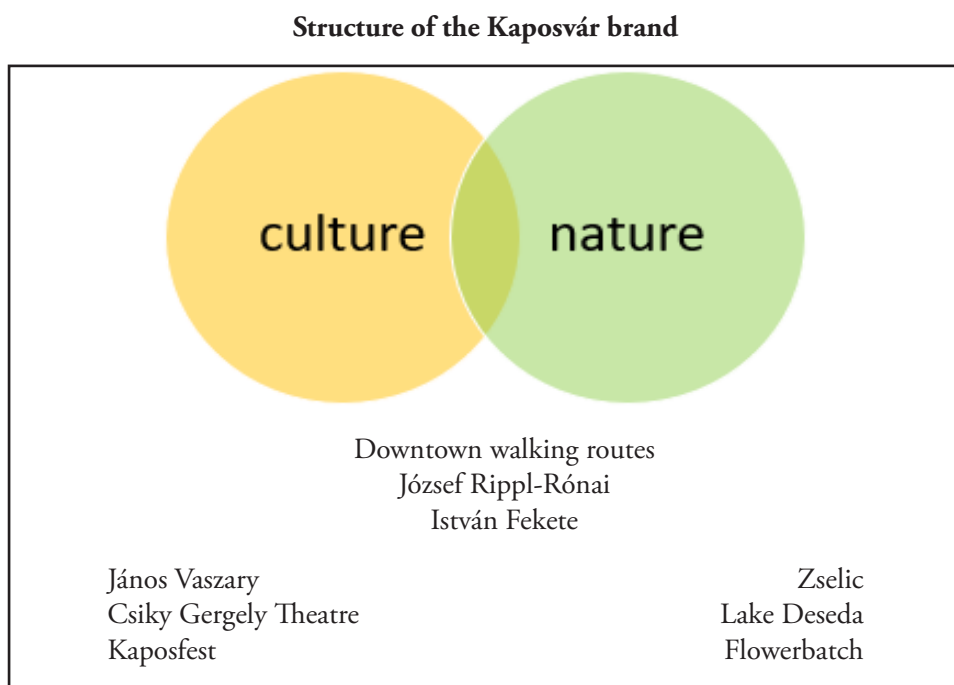 Structure of the Kaposvár brand
culture
nature
Downtown walking routes
József Rippl-Rónai
István Fekete
János Vaszary
Csiky Gergely Theatre
Kaposfest
Zselic
Lake Deseda
Flowerbatch